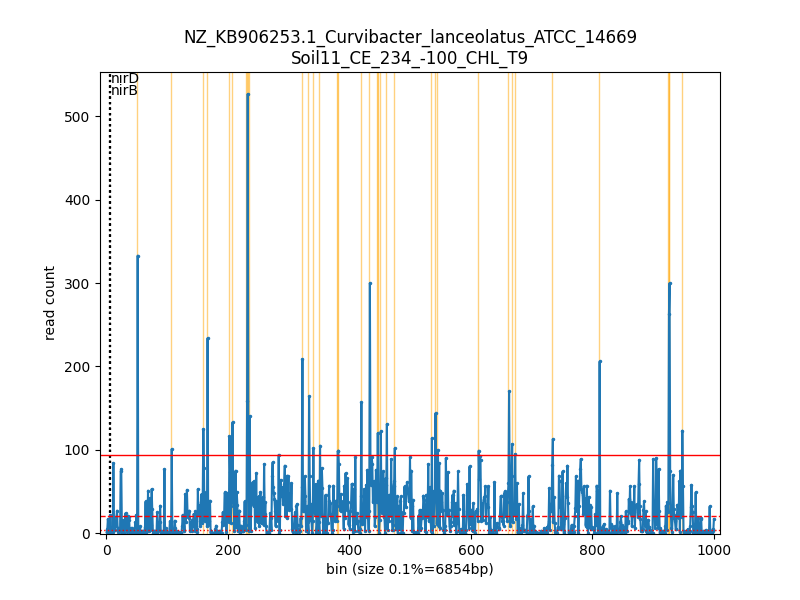 NZ_KB906253.1_Curvibacter_lanceolatus_ATCC_14669
Soil11_CE_234_-100_CHL_T9
nirD
nirB
500
400
300
200
100
0
read count
0 200 400 600 800 1000
bin (size 0.1%=6854bp)